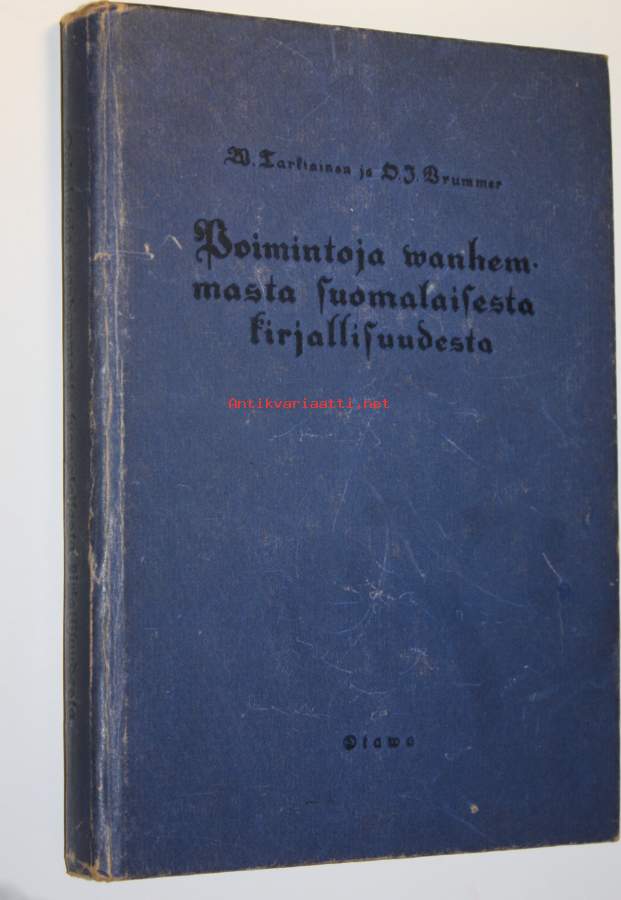 W. Tarkiainen ja O. J. Brummer
Poimintoja wanhem-
masta suomalaisesta
kirjallisuudesta
Antikvariaatti.net
Otawa